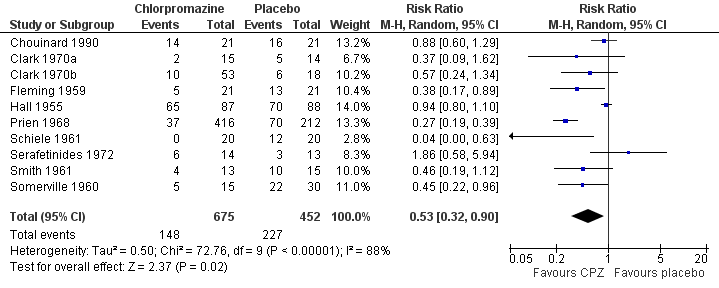 Chlorpromazine Placebo Risk Ratio Risk Ratio
Study or Subgroup Events Total Events Total Weight M-H, Random, 95% CI M-H, Random, 95% CI
Chouinard 1990 14 21 16 21 13.2% 0.88 [0.60, 1.29]
Clark 1970a 2 15 5 14 6.7% 0.37 [0.09, 1.62]
Clark 1970b 10 53 6 18 10.0% 0.57 [0.24, 1.34]
Fleming 1959 5 21 13 21 10.1% 0.38 [0.17, 0.89]
Hall 1955 65 87 70 88 14.3% 0.94 [0.80, 1.10]
Prien 1968 37 416 70 212 13.3% 0.27 [0.19, 0.39]
Schiele 1961 0 20 12 20 2.9% 0.04 [0.00, 0.63]
Serafetinides 1972 6 14 3 13 8.3% 1.86 [0.58, 5.94]
Smith 1961 4 13 10 15 9.6% 0.46 [0.19, 1.12]
Somerville 1960 5 15 22 30 11.0% 0.45 [0.22, 0.96]
Total (95% CI) 675 452 100.0% 0.53 [0.32, 0.90]
Total events 148 227
Heterogeneity: Tau² = 0.50; Chi² = 72.76, df = 9 (P < 0.00001); I² = 88%
Test for overall effect: Z = 2.37 (P = 0.02)
0.05 0.2 1 5 20
Favours CPZ Favours placebo